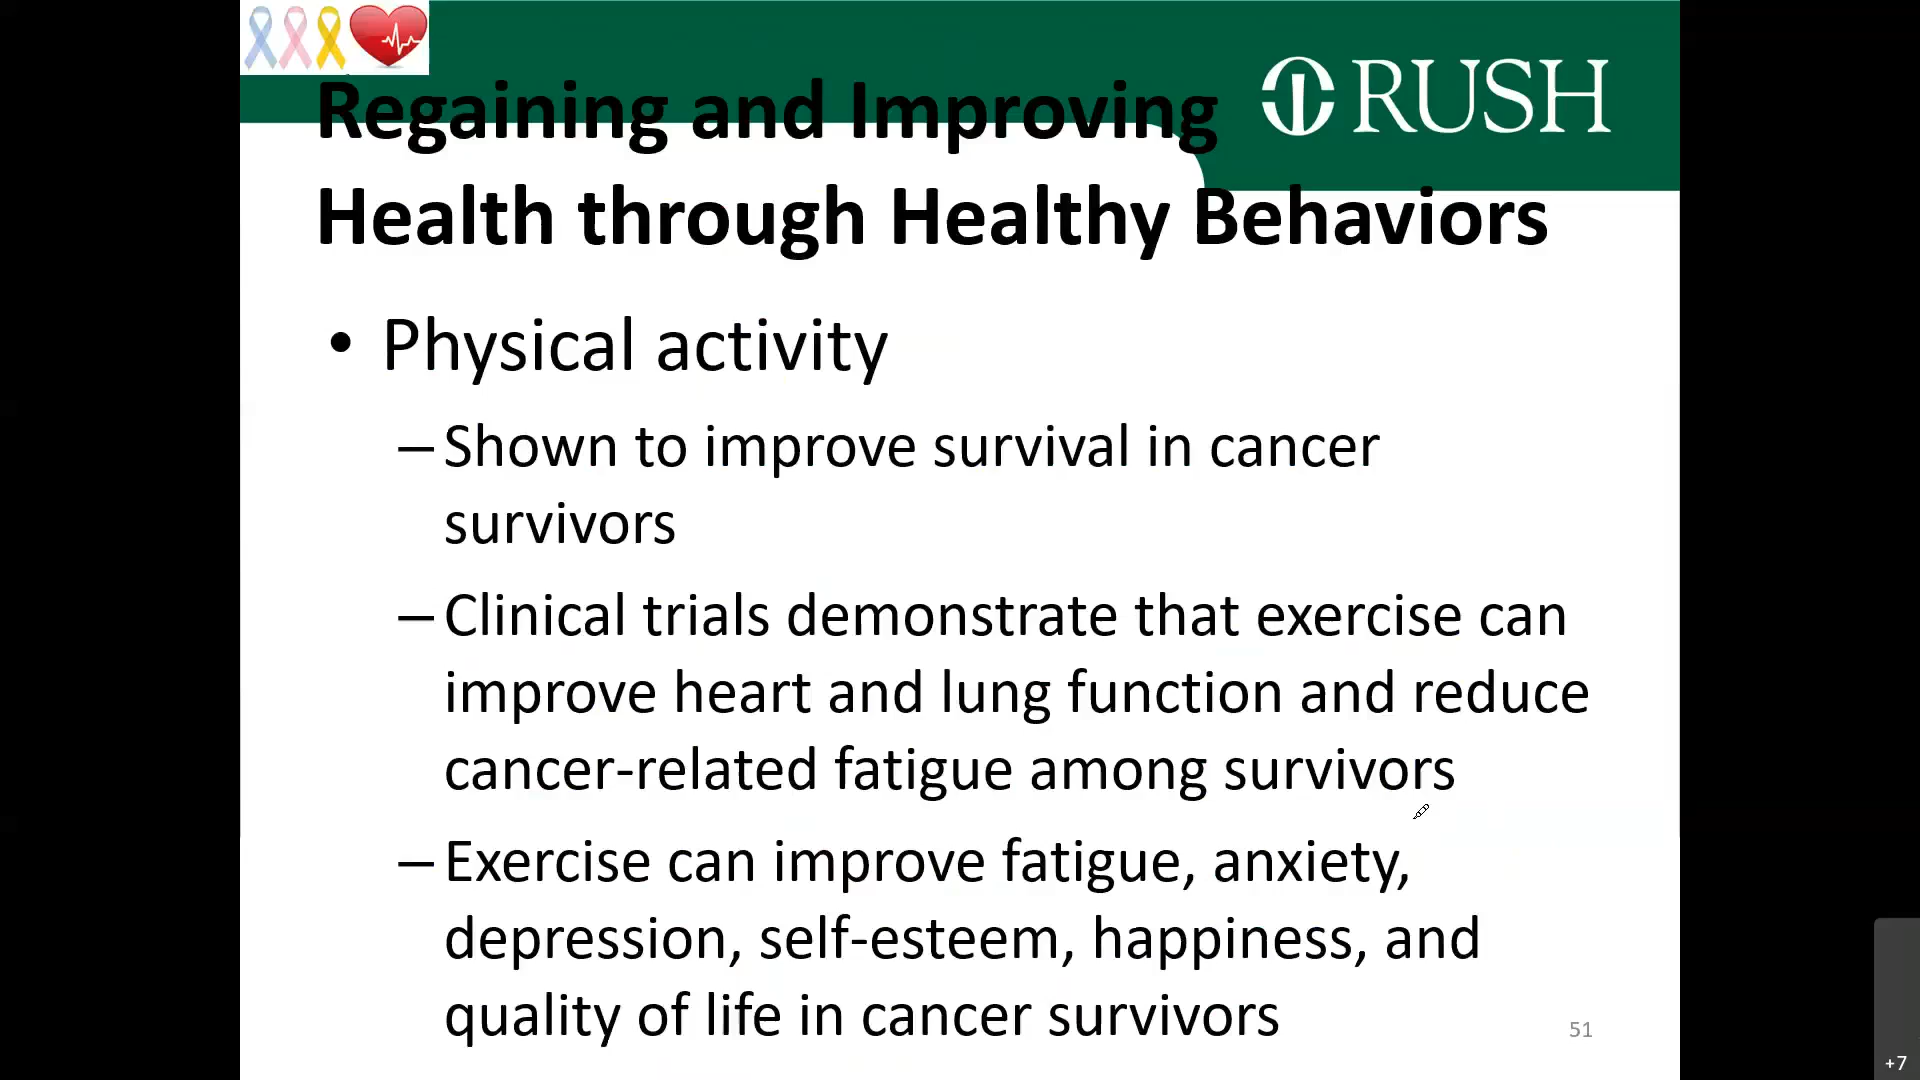 RUSH
Regaining and Improving
Health through Healthy Behaviors
• Physical activity
– Shown to improve survival in cancer
survivors
– Clinical trials demonstrate that exercise can
improve heart and lung function and reduce
cancer-related fatigue among survivors
– Exercise can improve fatigue, anxiety,
depression, self-esteem, happiness, and
quality of life in cancer survivors
51
+7